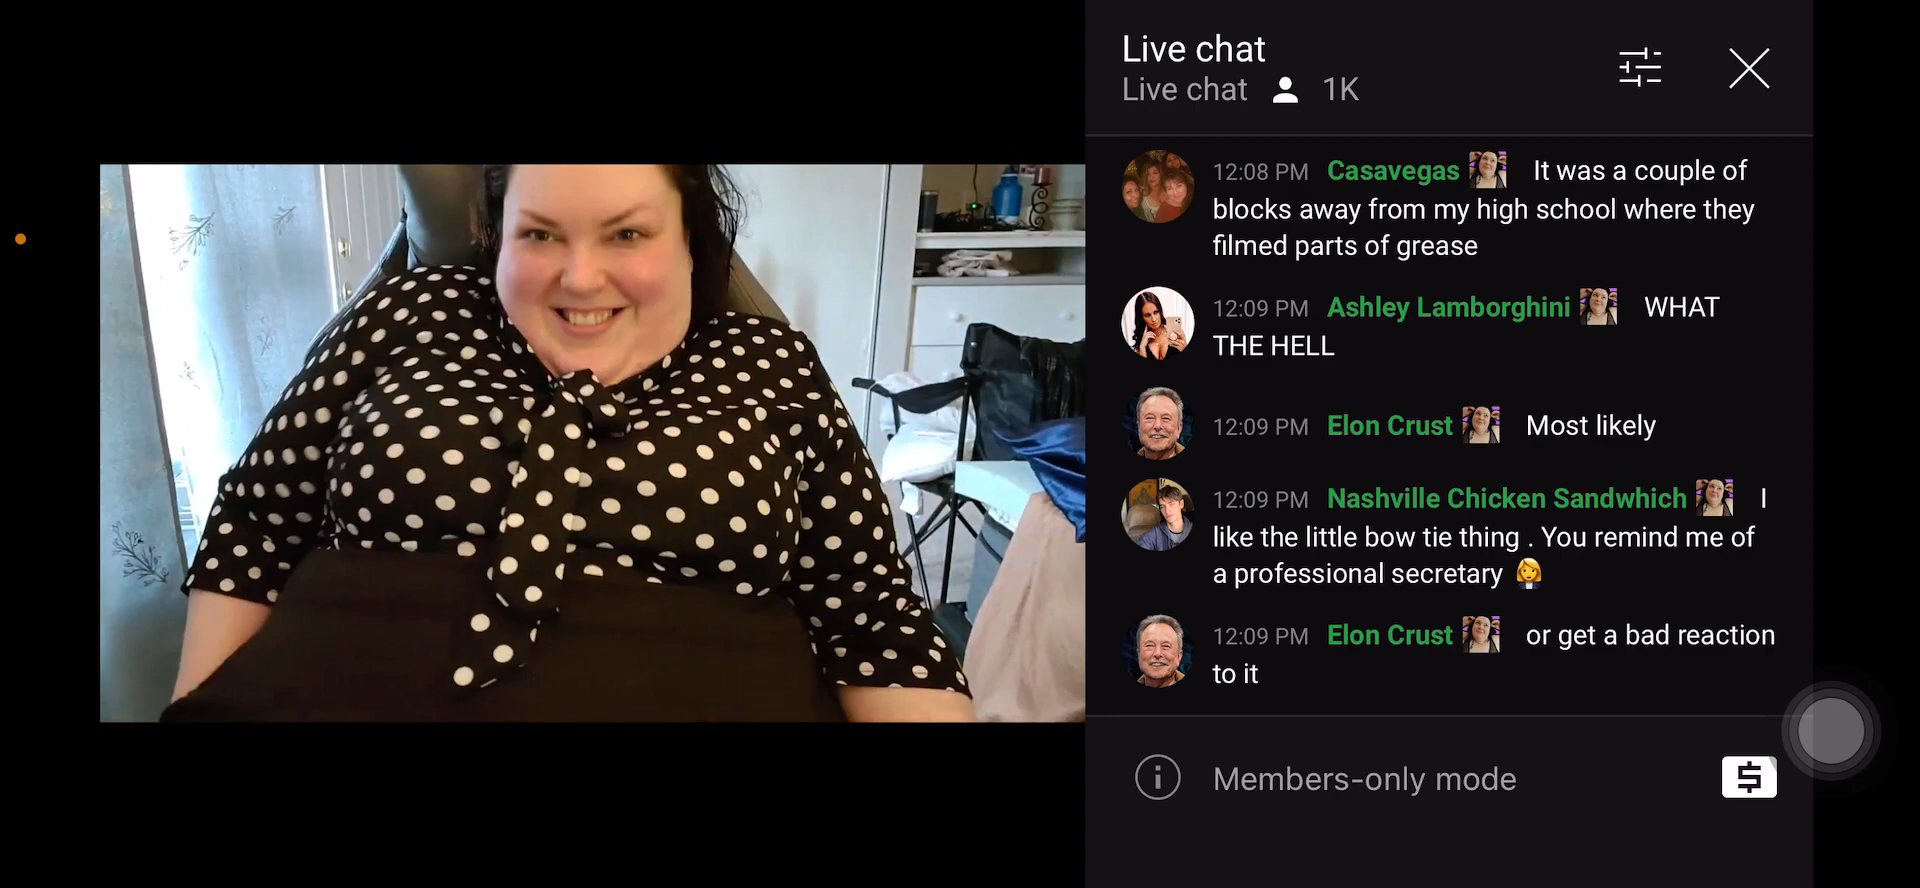 Live chat
Live chat 1K
12:08 PM Casavegas It was a couple of
blocks away from my high school where they
filmed parts of grease
12:09 PM Ashley Lamborghini WHAT
THE HELL
12:09 PM Elon Crust Most likely
12:09 PM Nashville Chicken Sandwhich I
like the little bow tie thing . You remind me of
a professional secretary 👩‍💼
12:09 PM Elon Crust or get a bad reaction
to it
Members-only mode
$